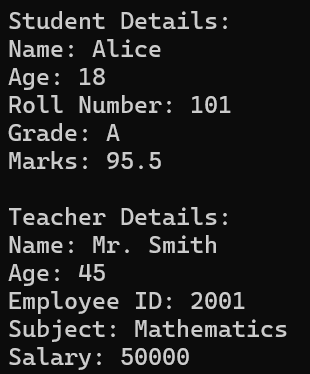 Student Details:
Name: Alice
Age: 18
Roll Number: 101
Grade: A
Marks: 95.5

Teacher Details:
Name: Mr. Smith
Age: 45
Employee ID: 2001
Subject: Mathematics
Salary: 50000